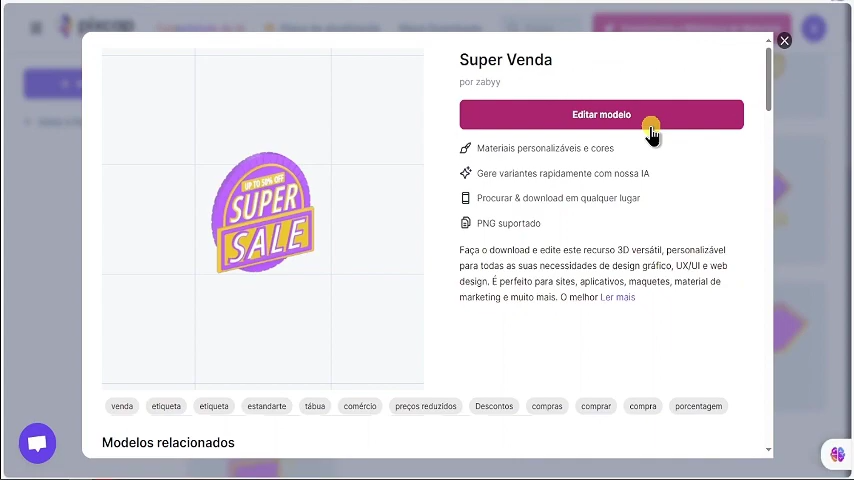 pixcap
Super Venda
por zabyy
Editar modelo
Materiais personalizáveis e cores
Gere variantes rapidamente com nossa IA
Procurar & download em qualquer lugar
PNG suportado
Faça o download e edite este recurso 3D versátil, personalizável
para todas as suas necessidades de design gráfico, UX/UI e web
design. É perfeito para sites, aplicativos, maquetes, material de
marketing e muito mais. O melhor Ler mais
UP TO 50% OFF
SUPER
SALE
venda etiqueta etiqueta estandarte tábua comércio preços reduzidos Descontos compras comprar compra porcentagem
Modelos relacionados